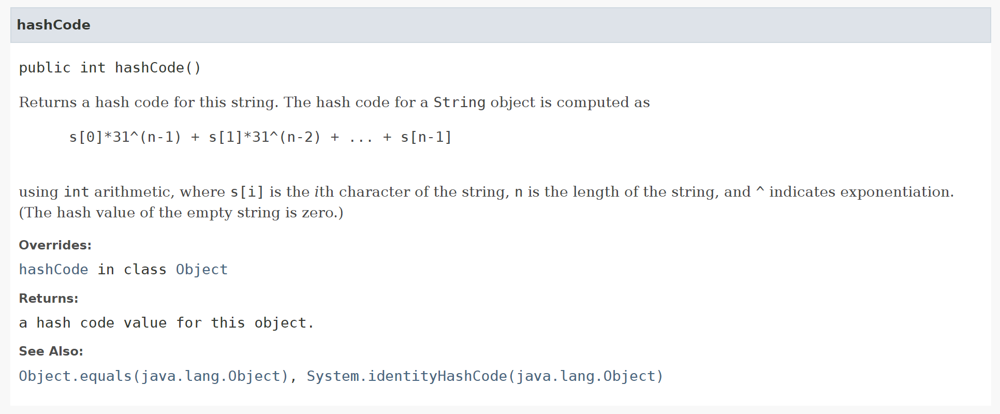 hashCode
public int hashCode()
Returns a hash code for this string. The hash code for a String object is computed as
s[0]*31^(n-1) + s[1]*31^(n-2) + ... + s[n-1]
using int arithmetic, where s[i] is the ith character of the string, n is the length of the string, and ^ indicates exponentiation.
(The hash value of the empty string is zero.)
Overrides:
hashCode in class Object
Returns:
a hash code value for this object.
See Also:
Object.equals(java.lang.Object), System.identityHashCode(java.lang.Object)